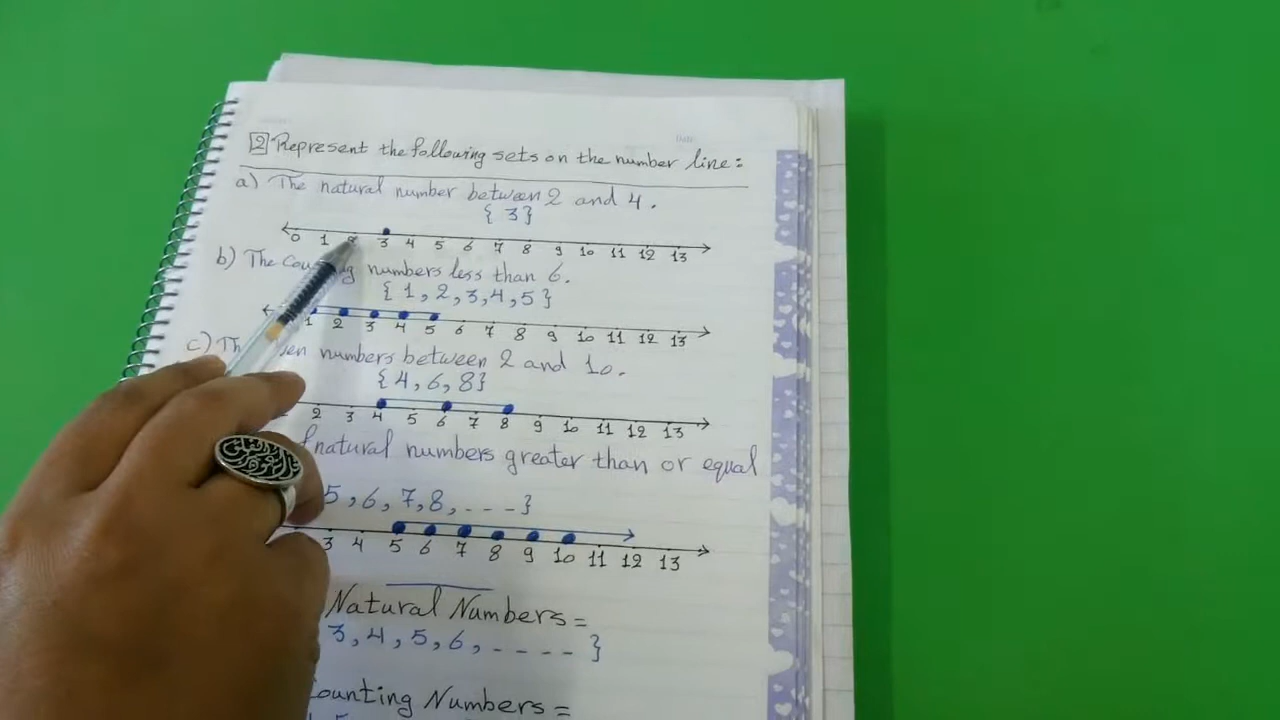 2 Represent the following sets on the number line:
a) The natural number between 2 and 4.
{ 3 }
0 1 2 3 4 5 6 7 8 9 10 11 12 13
b) The numbers less than 6.
{ 1 , 2 , 3 , 4 , 5 }
1 2 3 4 5 6 7 8 9 10 11 12 13
c) numbers between 2 and 10.
{ 4 , 6 , 8 }
2 3 4 5 6 7 8 9 10 11 12 13
natural numbers greater than or equal
5 , 6 , 7 , 8 , - - - }
3 4 5 6 7 8 9 10 11 12 13
Natural Numbers =
3 , 4 , 5 , 6 , - - - - }
Counting Numbers =